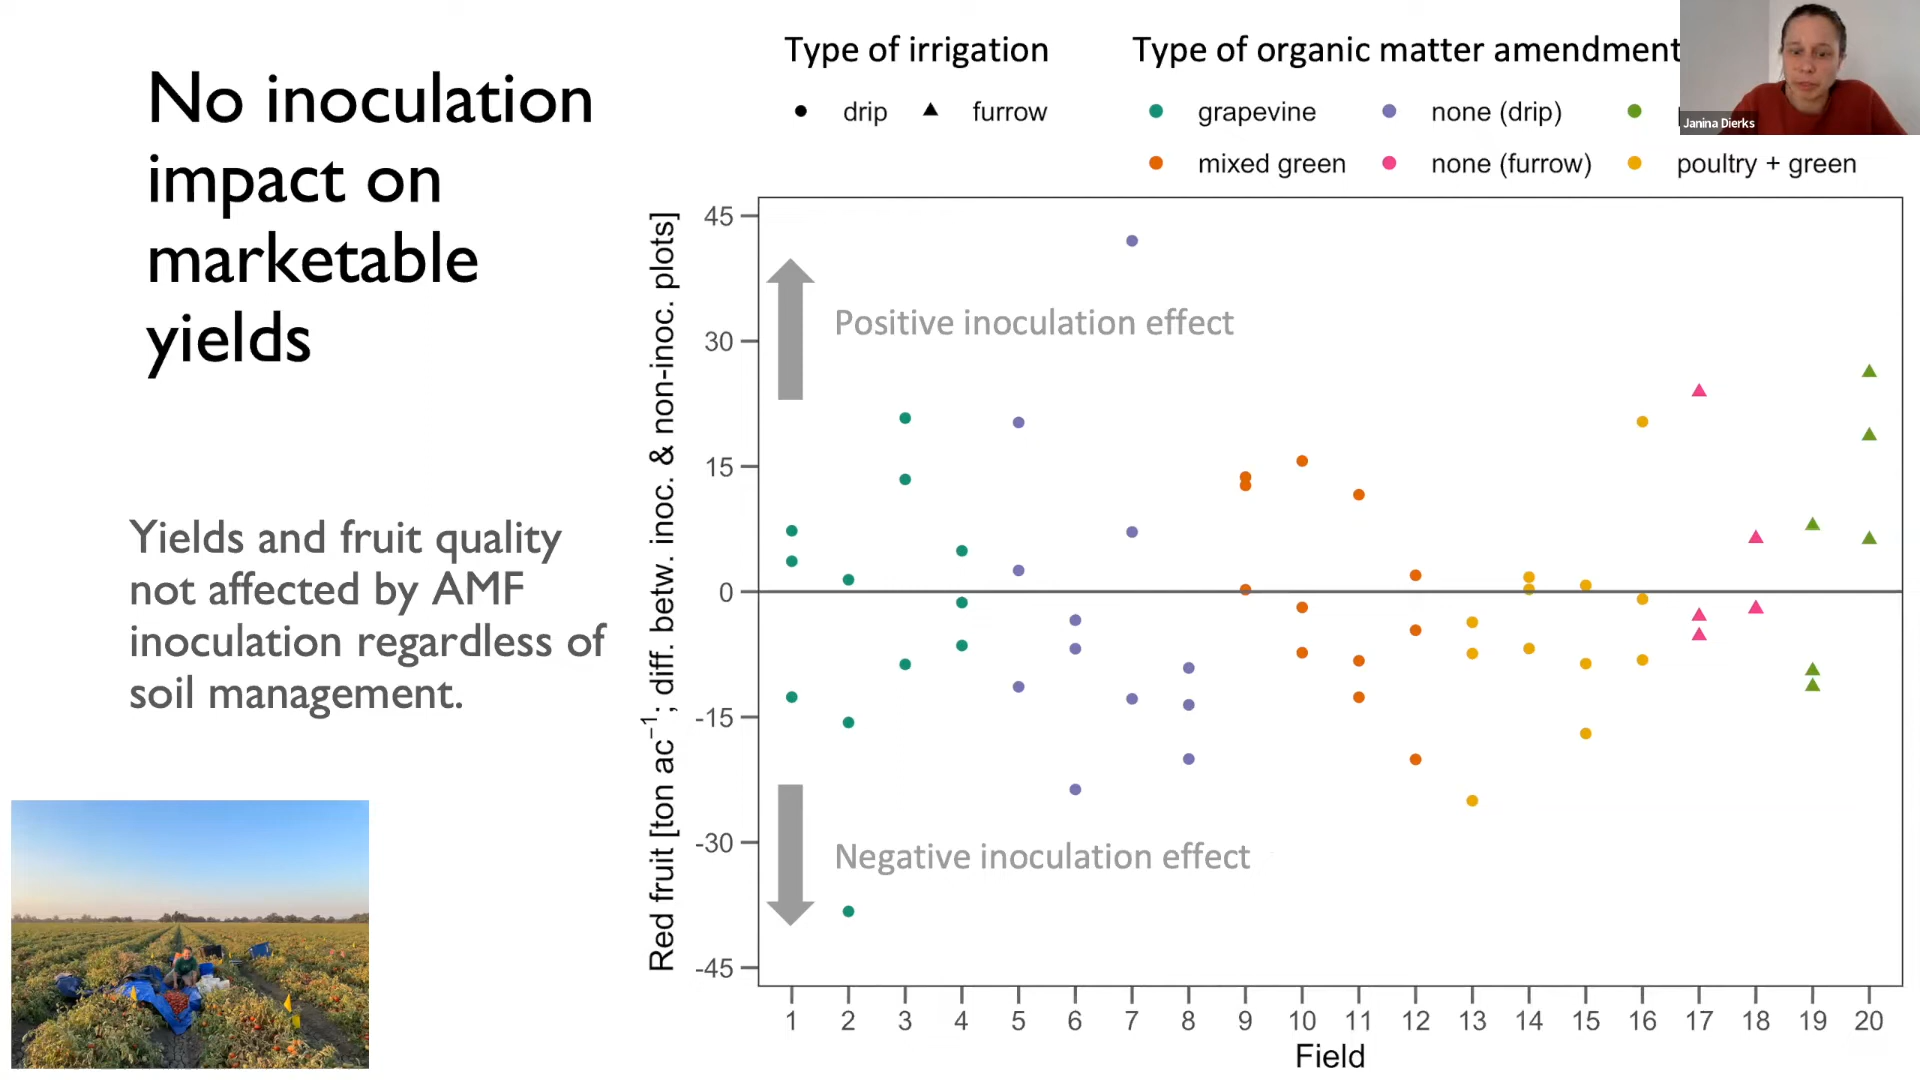 No inoculation
impact on
marketable
yields
Yields and fruit quality
not affected by AMF
inoculation regardless of
soil management.
Type of irrigation
drip furrow
Type of organic matter amendment
grapevine none (drip)
mixed green none (furrow) poultry + green
Janina Dierks
Red fruit [ton ac⁻¹; diff. betw. inoc. & non-inoc. plots]
45
30
15
0
-15
-30
-45
Positive inoculation effect
Negative inoculation effect
1 2 3 4 5 6 7 8 9 10 11 12 13 14 15 16 17 18 19 20
Field